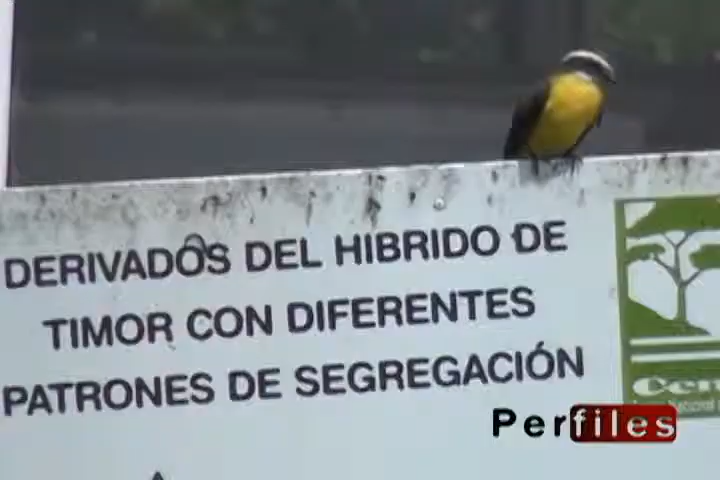 DERIVADOS DEL HIBRIDO DE
TIMOR CON DIFERENTES
PATRONES DE SEGREGACIÓN
Perfiles